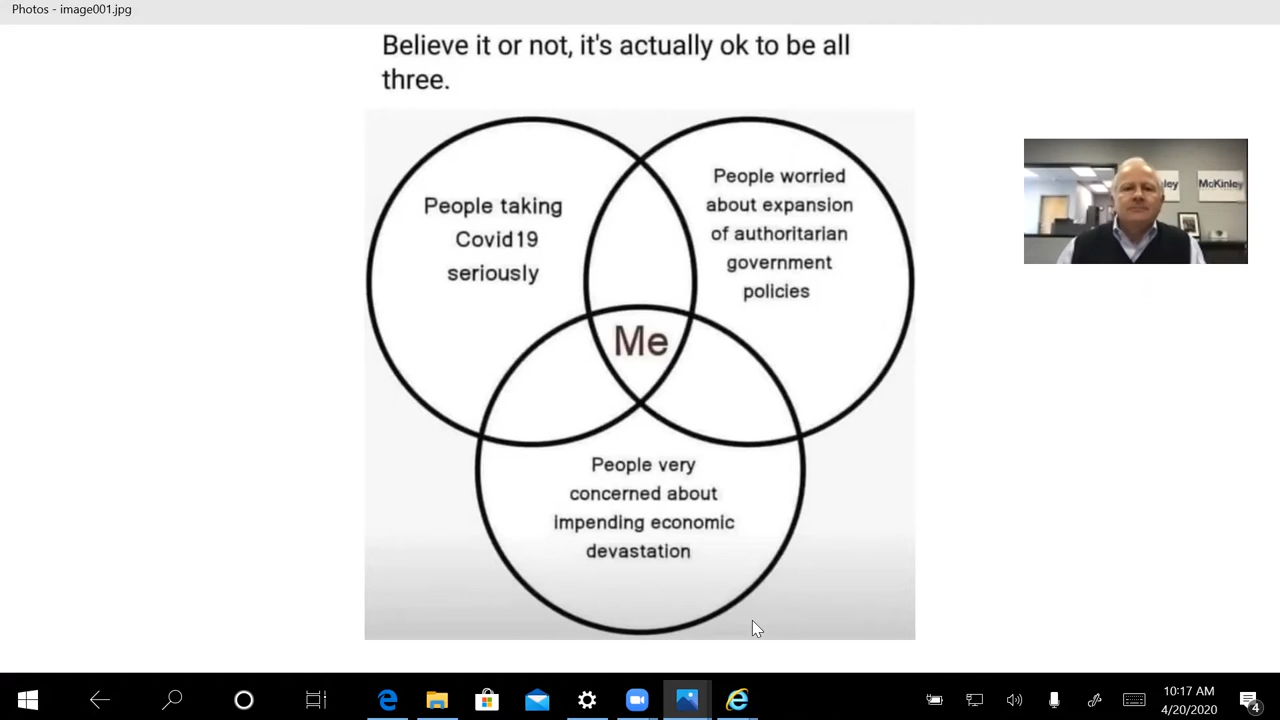 Photos - image001.jpg
Believe it or not, it's actually ok to be all
three.
People taking
Covid19
seriously
People worried
about expansion
of authoritarian
government
policies
Me
People very
concerned about
impending economic
devastation
ley
McKinley
10:17 AM
4/20/2020
4